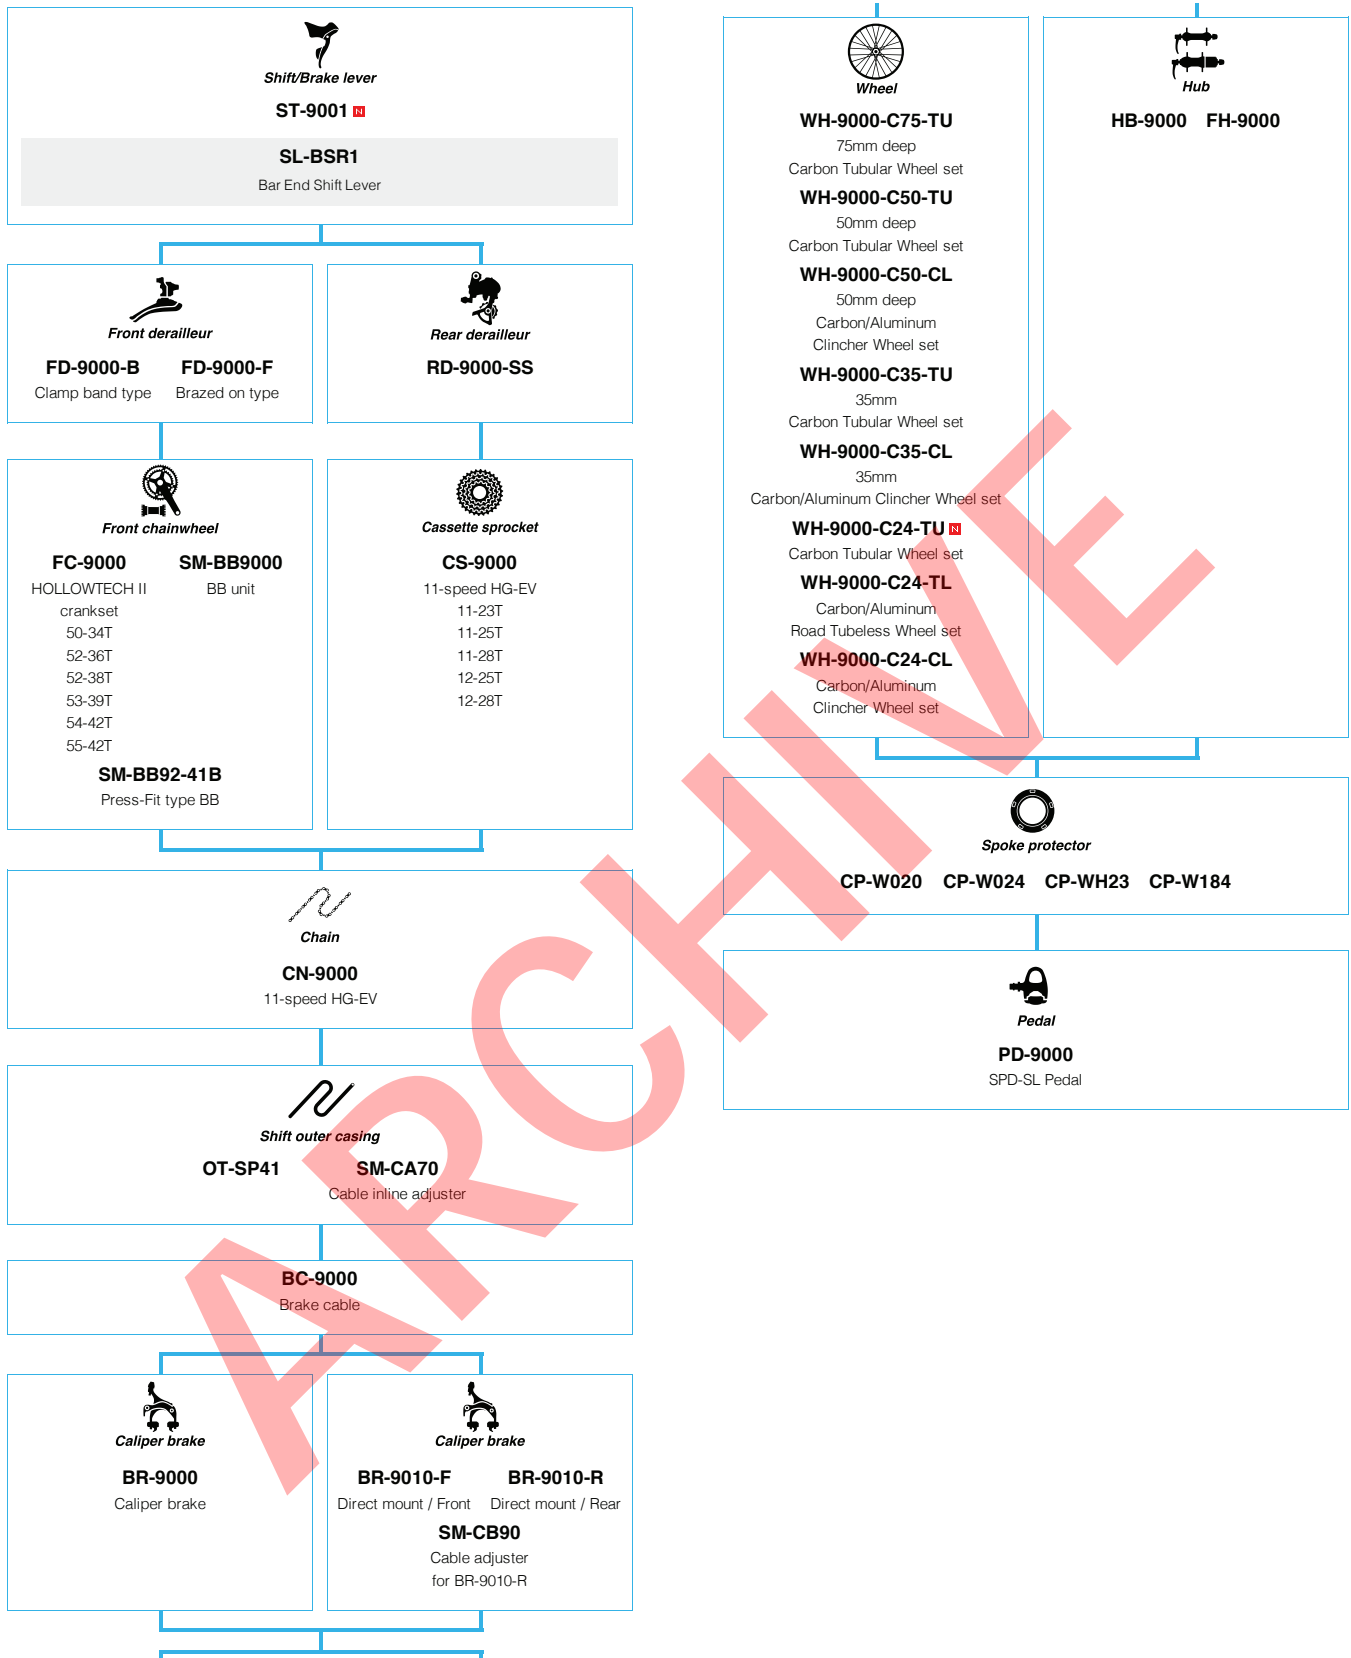 Shift/Brake lever
ST-9001 N
SL-BSR1
Bar End Shift Lever
Front derailleur
FD-9000-B FD-9000-F
Clamp band type Brazed on type
Rear derailleur
RD-9000-SS
Front chainwheel
FC-9000 SM-BB9000
HOLLOWTECH II BB unit
crankset
50-34T
52-36T
52-38T
53-39T
54-42T
55-42T
SM-BB92-41B
Press-Fit type BB
Cassette sprocket
CS-9000
11-speed HG-EV
11-23T
11-25T
11-28T
12-25T
12-28T
Chain
CN-9000
11-speed HG-EV
Shift outer casing
OT-SP41 SM-CA70
Cable inline adjuster
BC-9000
Brake cable
Caliper brake
BR-9000
Caliper brake
Caliper brake
BR-9010-F BR-9010-R
Direct mount / Front Direct mount / Rear
SM-CB90
Cable adjuster
for BR-9010-R
Wheel
WH-9000-C75-TU
75mm deep
Carbon Tubular Wheel set
WH-9000-C50-TU
50mm deep
Carbon Tubular Wheel set
WH-9000-C50-CL
50mm deep
Carbon/Aluminum
Clincher Wheel set
WH-9000-C35-TU
35mm
Carbon Tubular Wheel set
WH-9000-C35-CL
35mm
Carbon/Aluminum Clincher Wheel set
WH-9000-C24-TU N
Carbon Tubular Wheel set
WH-9000-C24-TL
Carbon/Aluminum
Road Tubeless Wheel set
WH-9000-C24-CL
Carbon/Aluminum
Clincher Wheel set
Hub
HB-9000 FH-9000
Spoke protector
CP-W020 CP-W024 CP-WH23 CP-W184
Pedal
PD-9000
SPD-SL Pedal
ARCHIVE